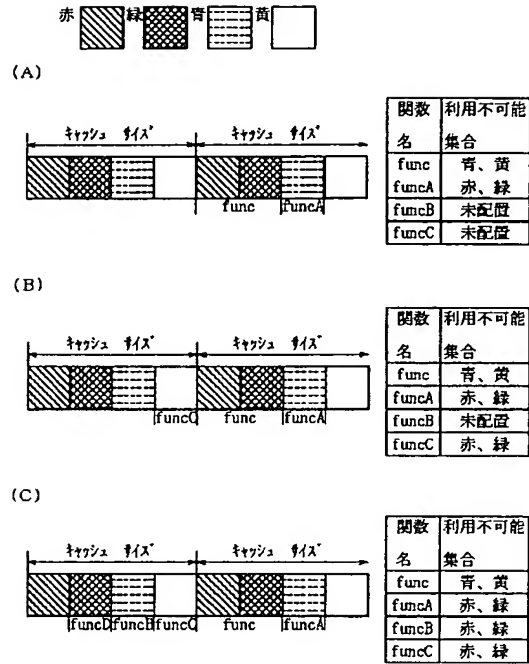 赤 緑 青 黄
(A)
キャッシュ サイズ キャッシュ サイズ
func funcA
関数名 利用不可能集合
func 青、黄
funcA 赤、緑
funcB 未配置
funcC 未配置
(B)
キャッシュ サイズ キャッシュ サイズ
funcC func funcA
関数名 利用不可能集合
func 青、黄
funcA 赤、緑
funcB 未配置
funcC 赤、緑
(C)
キャッシュ サイズ キャッシュ サイズ
funcD funcB funcC func funcA
関数名 利用不可能集合
func 青、黄
funcA 赤、緑
funcB 赤、緑
funcC 赤、緑